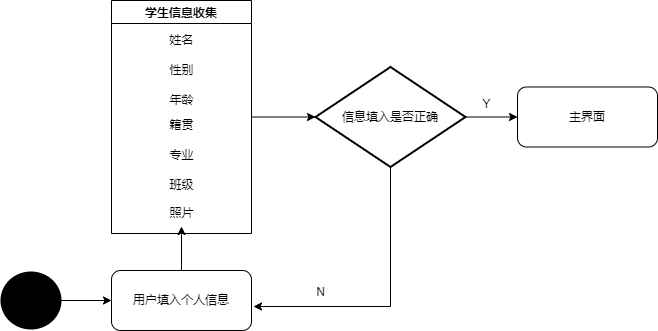 学生信息收集
姓名
性别
年龄
籍贯
专业
班级
照片
信息填入是否正确
Y
主界面
用户填入个人信息
N